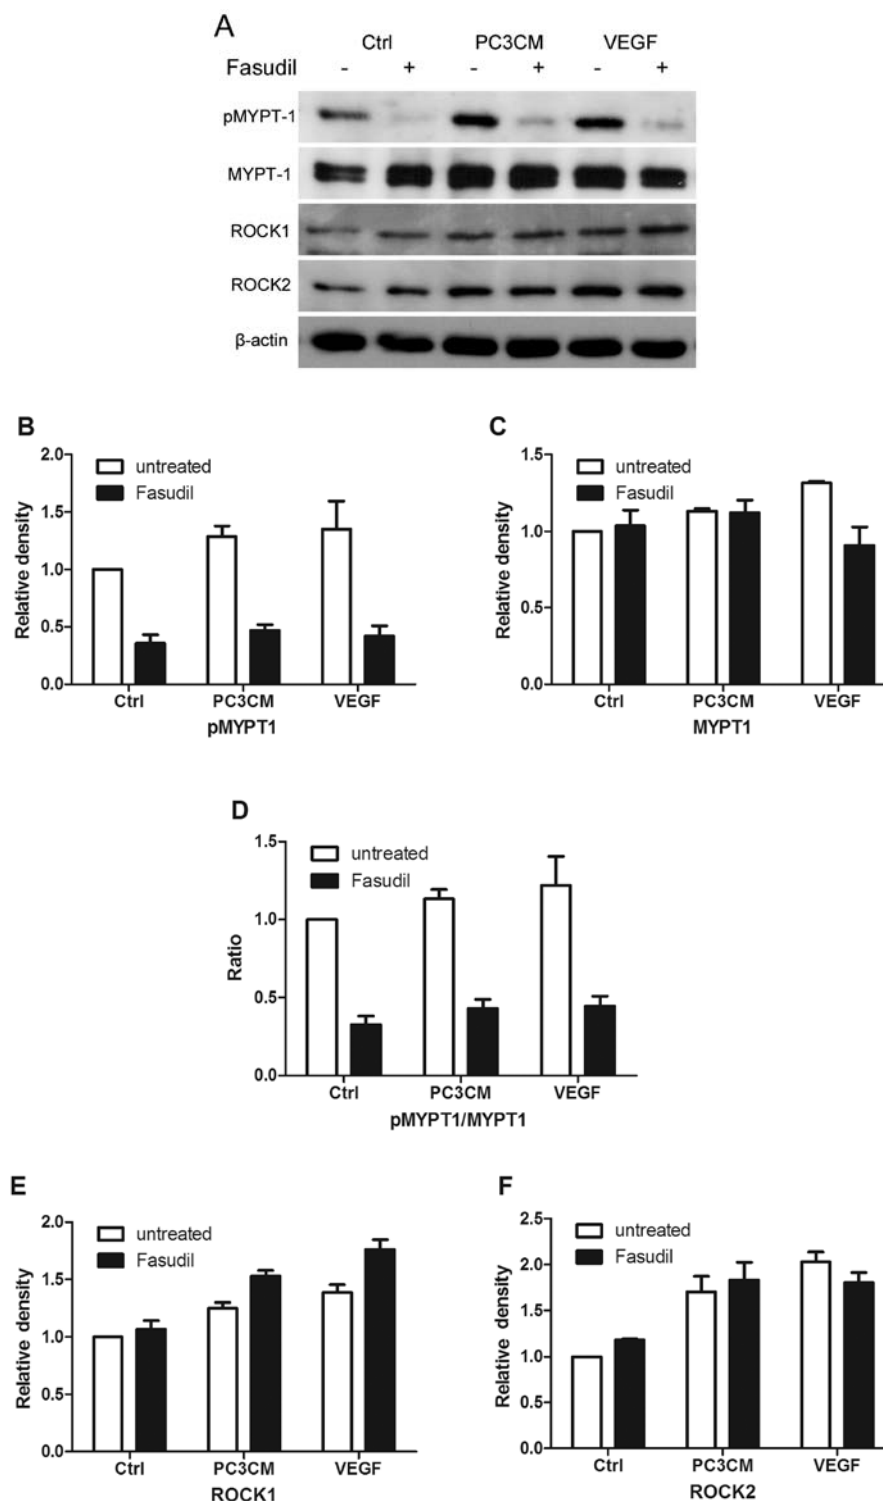 A
Ctrl PC3CM VEGF
Fasudil - + - + - +
pMYPT-1
MYPT-1
ROCK1
ROCK2
β-actin
B
2.0
1.5
1.0
0.5
0.0
Relative density
untreated
Fasudil
Ctrl PC3CM VEGF
pMYPT1
C
1.5
1.0
0.5
0.0
Relative density
untreated
Fasudil
Ctrl PC3CM VEGF
MYPT1
D
1.5
1.0
0.5
0.0
Ratio
untreated
Fasudil
Ctrl PC3CM VEGF
pMYPT1/MYPT1
E
2.0
1.5
1.0
0.5
0.0
Relative density
untreated
Fasudil
Ctrl PC3CM VEGF
ROCK1
F
2.5
2.0
1.5
1.0
0.5
0.0
Relative density
untreated
Fasudil
Ctrl PC3CM VEGF
ROCK2